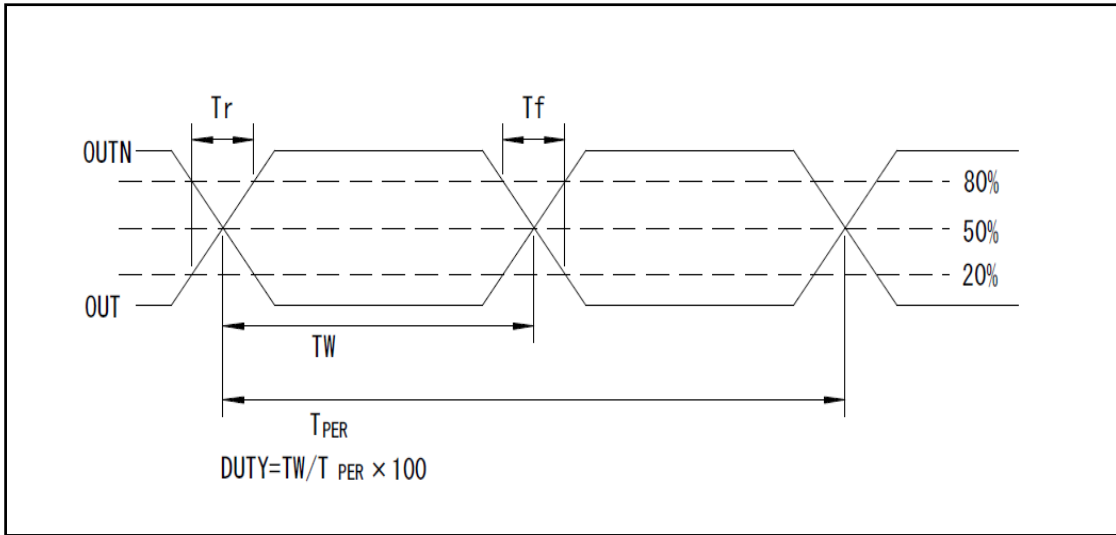 Tr
Tf
OUTN
80%
50%
20%
OUT
TW
TPER
DUTY=TW/T PER ×100